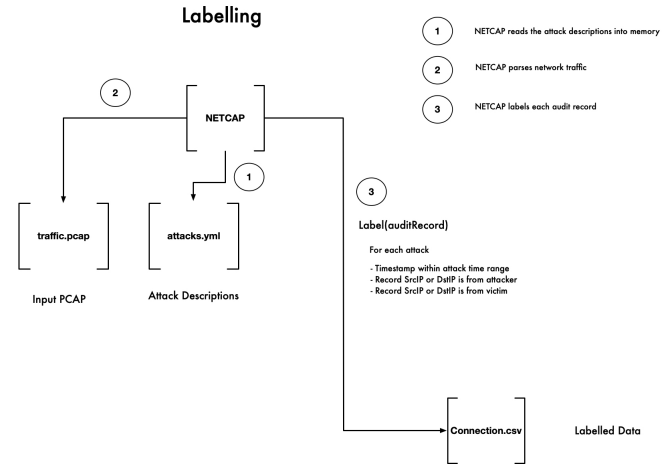 Labelling
1
NETCAP reads the attack descriptions into memory
2
NETCAP parses network traffic
3
NETCAP labels each audit record
2
NETCAP
1
3
Label(auditRecord)
For each attack
- Timestamp within attack time range
- Record SrcIP or DstIP is from attacker
- Record SrcIP or DstIP is from victim
traffic.pcap
attacks.yml
Input PCAP
Attack Descriptions
Connection.csv
Labelled Data